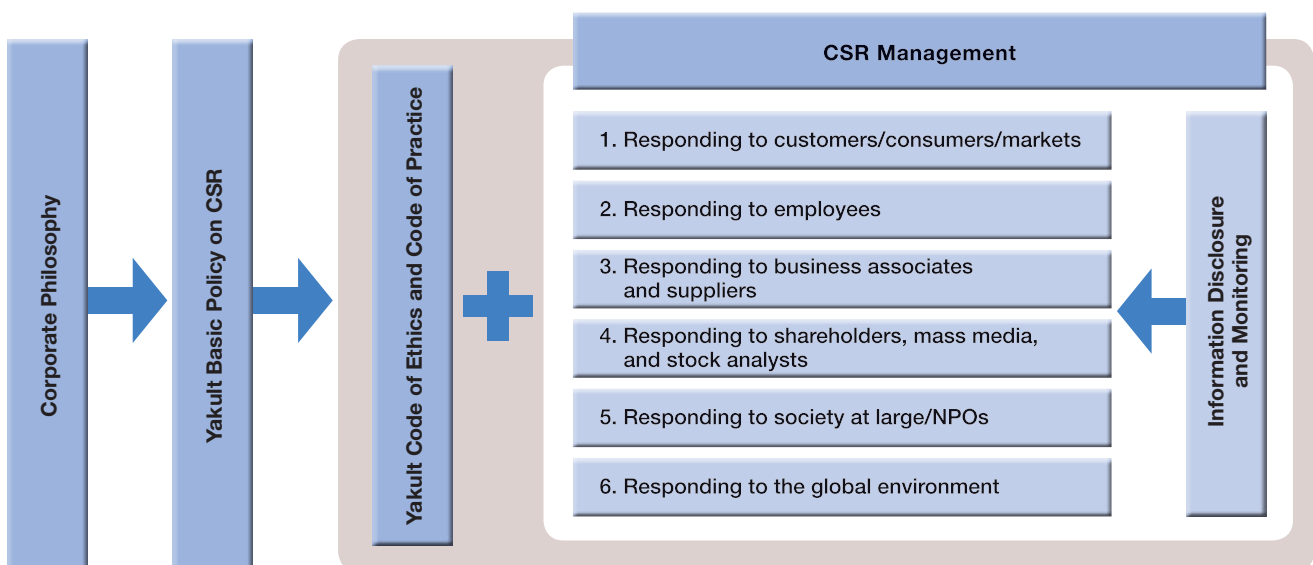 Corporate Philosophy
Yakult Basic Policy on CSR
Yakult Code of Ethics and Code of Practice
CSR Management
1. Responding to customers/consumers/markets
2. Responding to employees
3. Responding to business associates
and suppliers
4. Responding to shareholders, mass media,
and stock analysts
5. Responding to society at large/NPOs
6. Responding to the global environment
Information Disclosure
and Monitoring